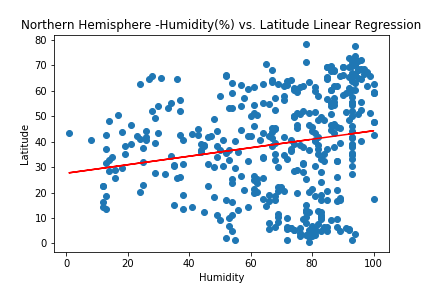 Northern Hemisphere -Humidity(%) vs. Latitude Linear Regression
80
70
60
50
40
30
20
10
0
Latitude
0 20 40 60 80 100
Humidity